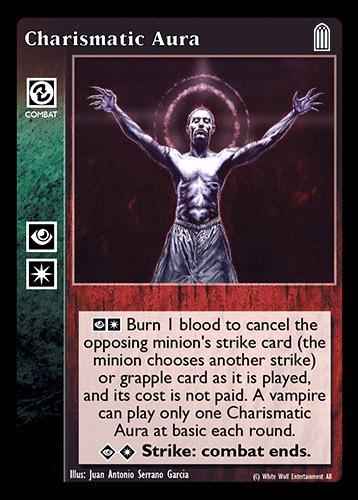 Charismatic Aura
COMBAT
Burn 1 blood to cancel the
opposing minion's strike card (the
minion chooses another strike)
or grapple card as it is played,
and its cost is not paid. A vampire
can play only one Charismatic
Aura at basic each round.
Strike: combat ends.
Illus: Juan Antonio Serrano Garcia
(C) White Wolf Entertainment AB